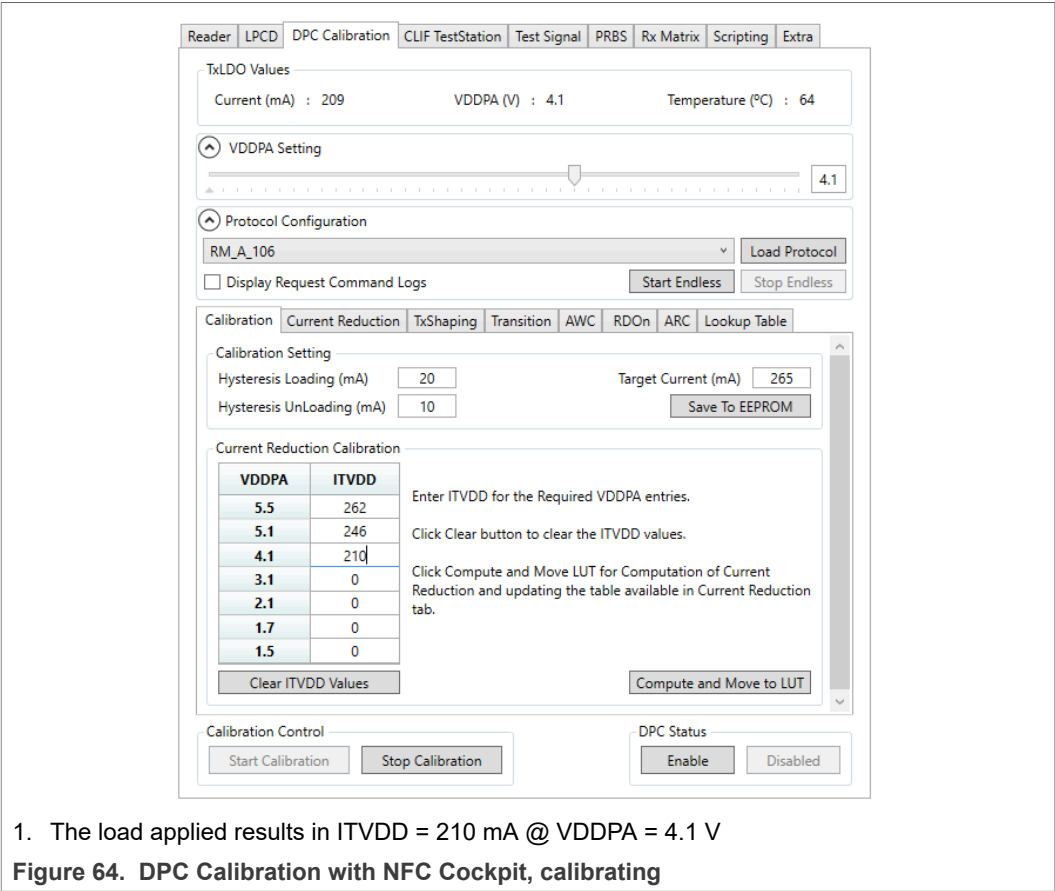 Reader LPCD DPC Calibration CLIF TestStation Test Signal PRBS Rx Matrix Scripting Extra
TxLDO Values
Current (mA) : 209 VDDPA (V) : 4.1 Temperature (ºC) : 64
VDDPA Setting
4.1
Protocol Configuration
RM_A_106 Load Protocol
Display Request Command Logs Start Endless Stop Endless
Calibration Current Reduction TxShaping Transition AWC RDOn ARC Lookup Table
Calibration Setting
Hysteresis Loading (mA) 20 Target Current (mA) 265
Hysteresis UnLoading (mA) 10 Save To EEPROM
Current Reduction Calibration
VDDPA ITVDD
5.5 262
5.1 246
4.1 210
3.1 0
2.1 0
1.7 0
1.5 0
Enter ITVDD for the Required VDDPA entries.
Click Clear button to clear the ITVDD values.
Click Compute and Move LUT for Computation of Current
Reduction and updating the table available in Current Reduction
tab.
Clear ITVDD Values Compute and Move to LUT
Calibration Control DPC Status
Start Calibration Stop Calibration Enable Disabled
1. The load applied results in ITVDD = 210 mA @ VDDPA = 4.1 V
Figure 64. DPC Calibration with NFC Cockpit, calibrating